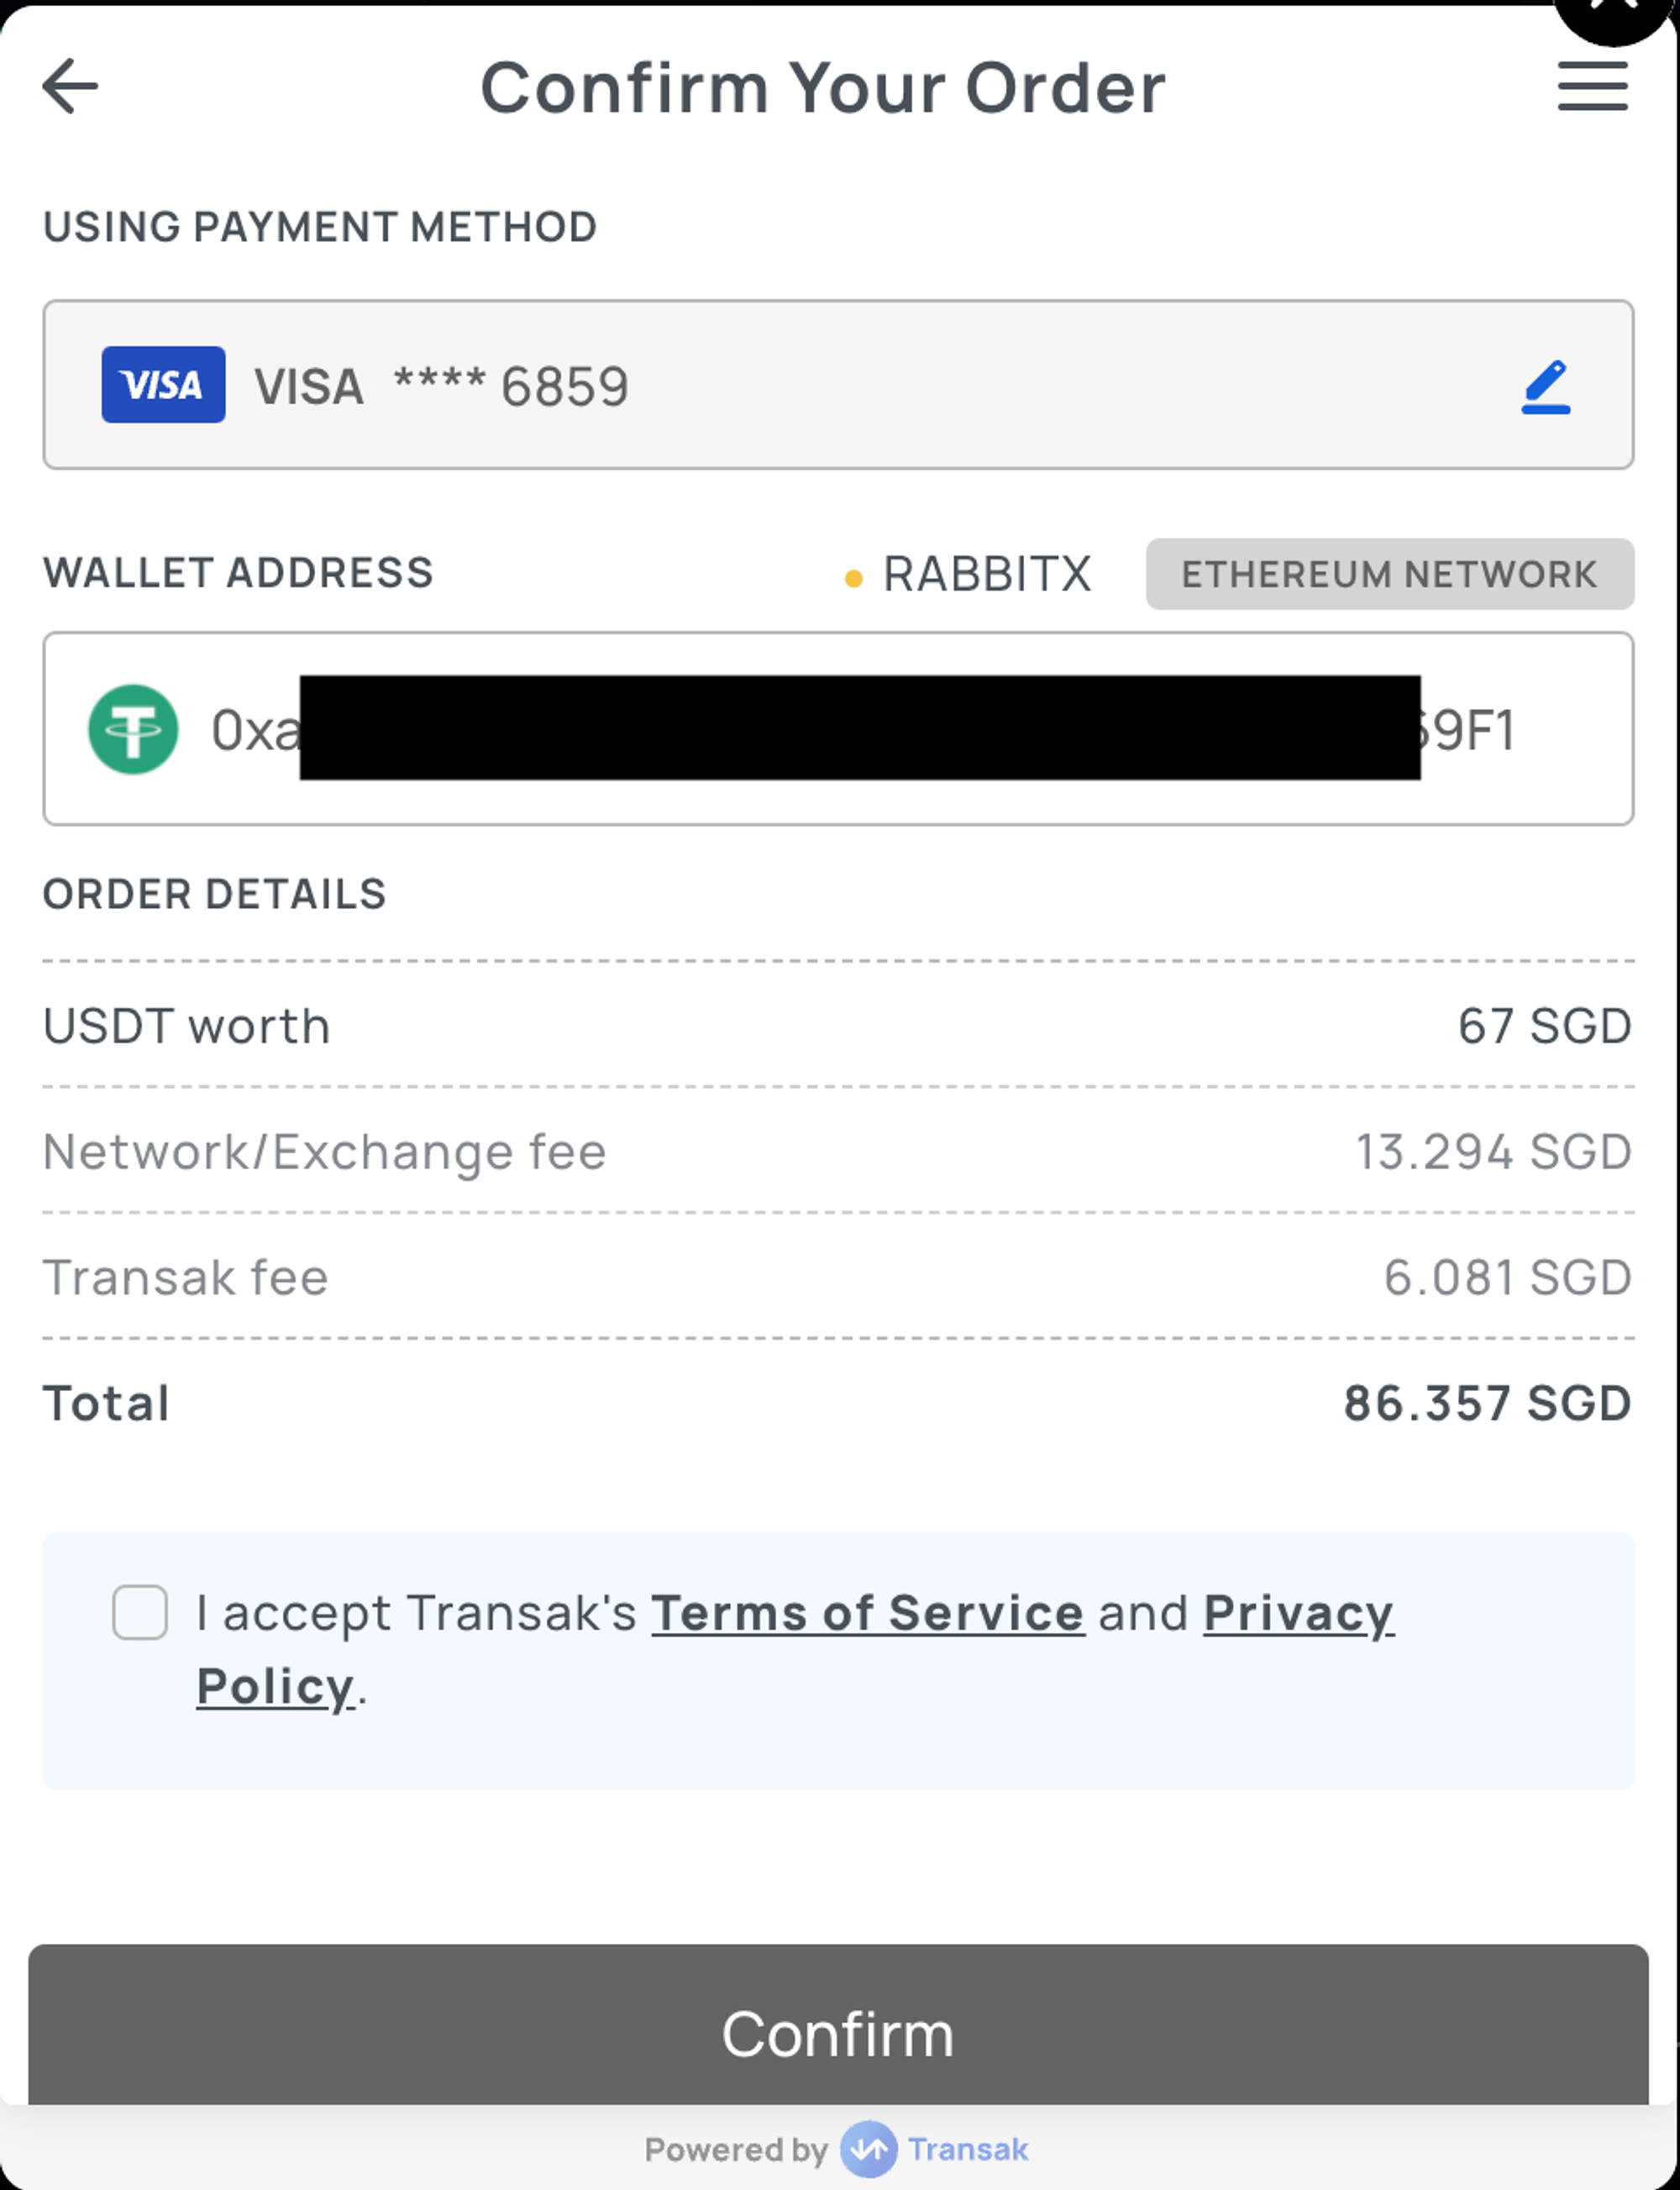 Confirm Your Order
USING PAYMENT METHOD
VISA VISA **** 6859
WALLET ADDRESS RABBITX ETHEREUM NETWORK
0xa 69F1
ORDER DETAILS
USDT worth 67 SGD
Network/Exchange fee 13.294 SGD
Transak fee 6.081 SGD
Total 86.357 SGD
I accept Transak's Terms of Service and Privacy
Policy.
Confirm
Powered by Transak